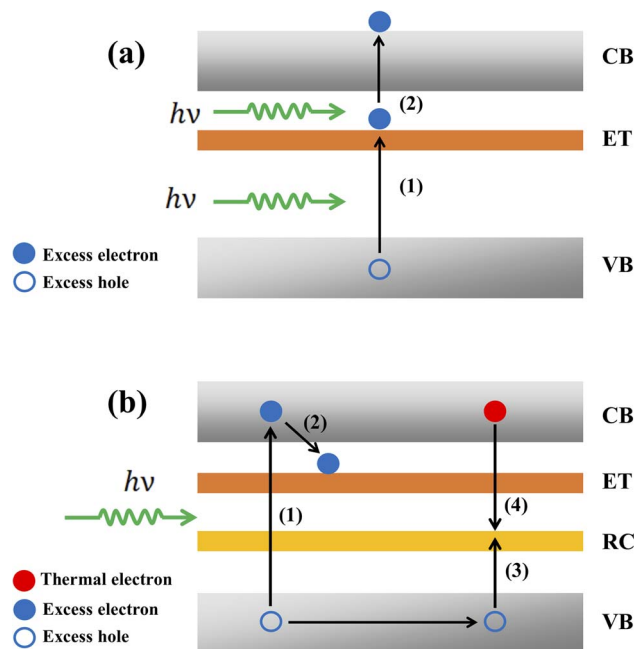 (a)
CB
(2)
hν
ET
(1)
hν
Excess electron
VB
Excess hole
(b)
CB
(2)
hν
ET
(1)
(4)
RC
(3)
Thermal electron
Excess electron
VB
Excess hole